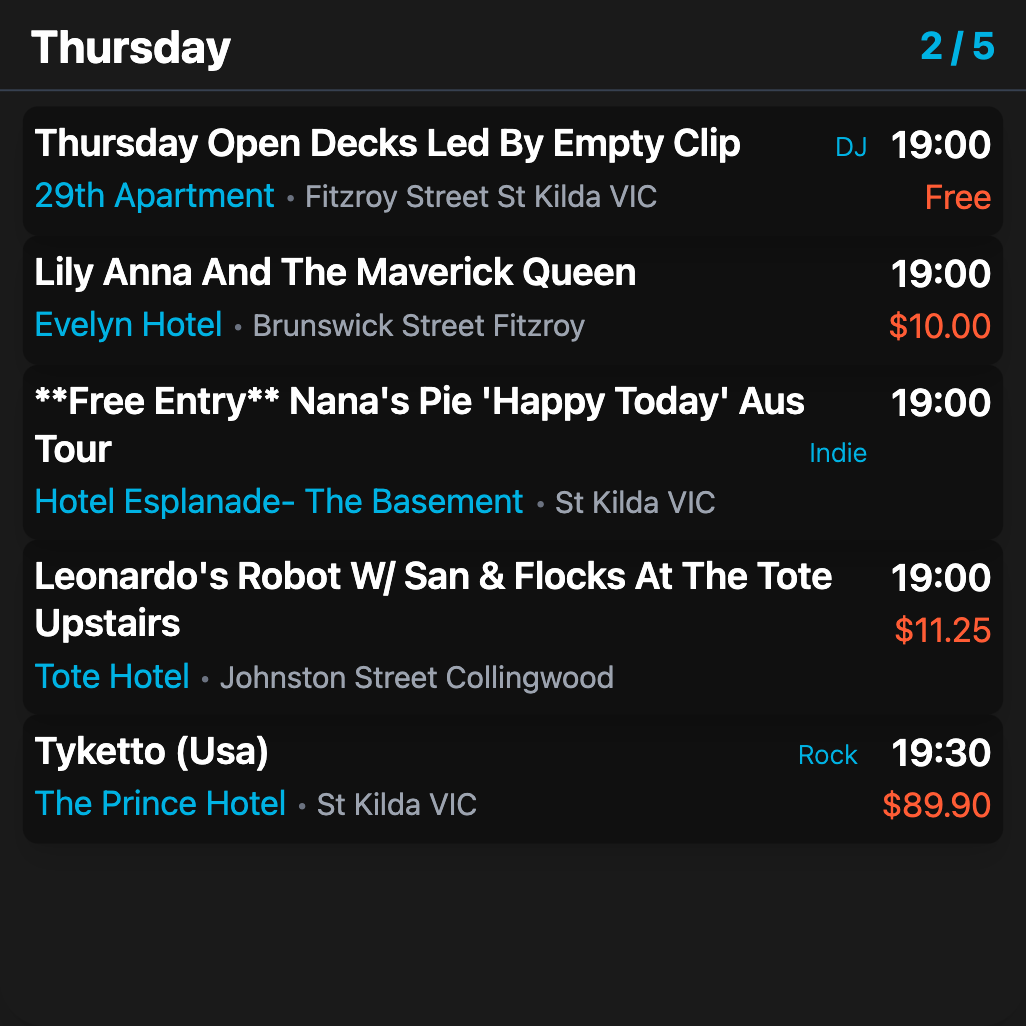 Thursday 2 / 5
Thursday Open Decks Led By Empty Clip DJ 19:00
29th Apartment • Fitzroy Street St Kilda VIC Free
Lily Anna And The Maverick Queen 19:00
Evelyn Hotel • Brunswick Street Fitzroy $10.00
**Free Entry** Nana's Pie 'Happy Today' Aus 19:00
Tour Indie
Hotel Esplanade- The Basement • St Kilda VIC
Leonardo's Robot W/ San & Flocks At The Tote 19:00
Upstairs $11.25
Tote Hotel • Johnston Street Collingwood
Tyketto (Usa) Rock 19:30
The Prince Hotel • St Kilda VIC $89.90